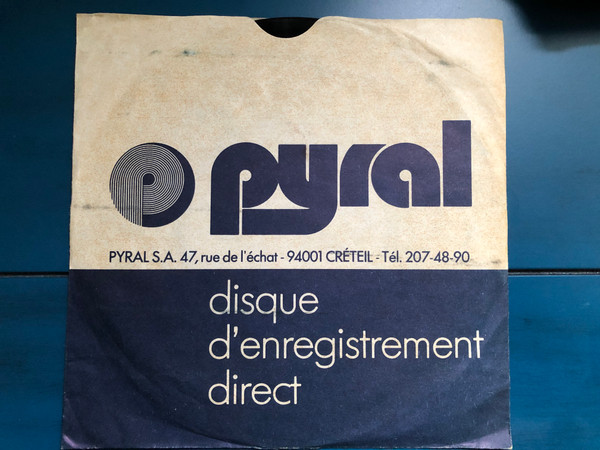 p pyral
PYRAL S.A. 47, rue de l'échat - 94001 CRÉTEIL - Tél. 207-48-90
disque
d'enregistrement
direct